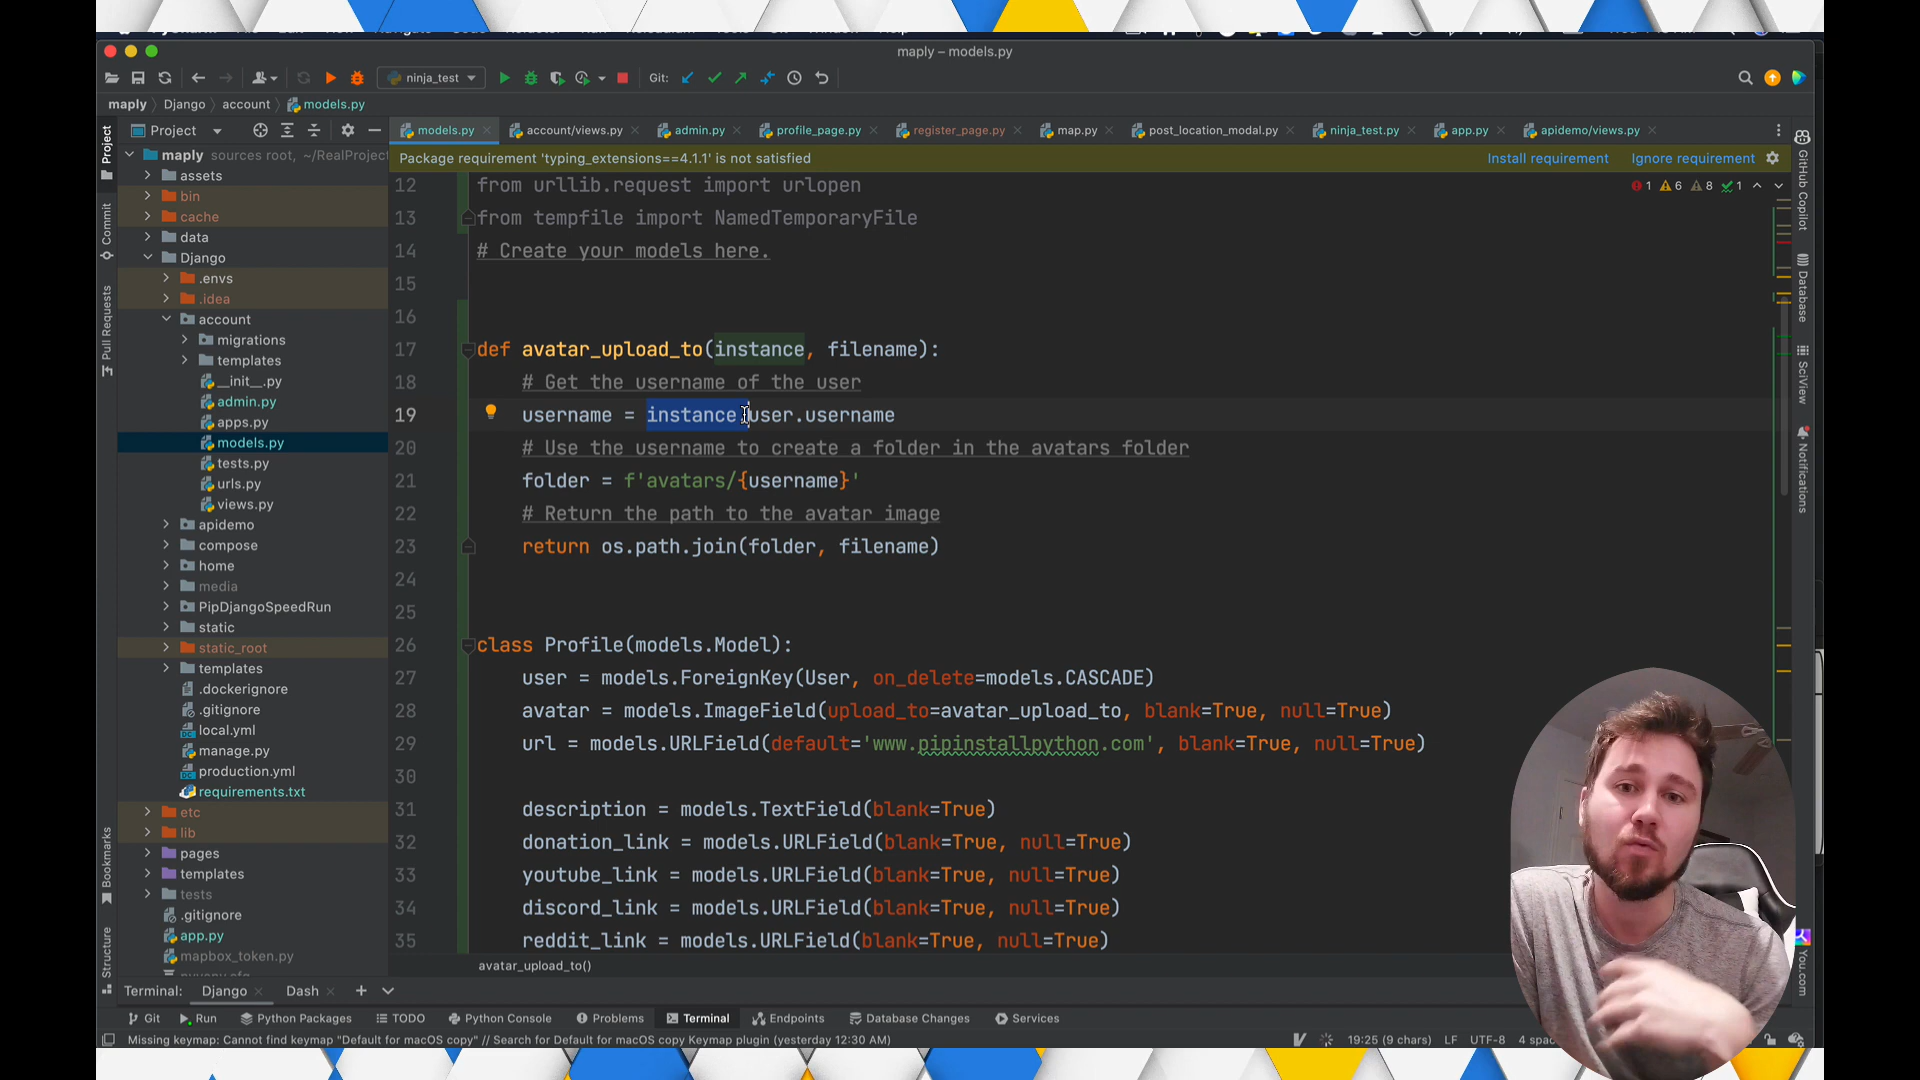 maply – models.py
ninja_test
Git:
maply
Django
account
models.py
Project
models.py
account/views.py
admin.py
profile_page.py
register_page.py
map.py
post_location_modal.py
ninja_test.py
app.py
apidemo/views.py
Package requirement 'typing_extensions==4.1.1' is not satisfied
Install requirement
Ignore requirement
Project
Commit
Pull Requests
Bookmarks
Structure
maply sources root, ~/RealProject
assets
bin
cache
data
Django
.envs
.idea
account
migrations
templates
__init__.py
admin.py
apps.py
models.py
tests.py
urls.py
views.py
apidemo
compose
home
media
PipDjangoSpeedRun
static
static_root
templates
.dockerignore
.gitignore
local.yml
manage.py
production.yml
requirements.txt
etc
lib
pages
templates
tests
.gitignore
app.py
mapbox_token.py
1 6 8 1
12 from urllib.request import urlopen
13 from tempfile import NamedTemporaryFile
14 # Create your models here.
15
16
17 def avatar_upload_to(instance, filename):
18 # Get the username of the user
19 username = instance.user.username
20 # Use the username to create a folder in the avatars folder
21 folder = f'avatars/{username}'
22 # Return the path to the avatar image
23 return os.path.join(folder, filename)
24
25
26 class Profile(models.Model):
27 user = models.ForeignKey(User, on_delete=models.CASCADE)
28 avatar = models.ImageField(upload_to=avatar_upload_to, blank=True, null=True)
29 url = models.URLField(default='www.pipinstallpython.com', blank=True, null=True)
30
31 description = models.TextField(blank=True)
32 donation_link = models.URLField(blank=True, null=True)
33 youtube_link = models.URLField(blank=True, null=True)
34 discord_link = models.URLField(blank=True, null=True)
35 reddit_link = models.URLField(blank=True, null=True)
avatar_upload_to()
GitHub Copilot
Database
SciView
Notifications
You.com
Terminal:
Django
Dash
Git
Run
Python Packages
TODO
Python Console
Problems
Terminal
Endpoints
Database Changes
Services
Missing keymap: Cannot find keymap "Default for macOS copy" // Search for Default for macOS copy Keymap plugin (yesterday 12:30 AM)
19:25 (9 chars)
LF
UTF-8
4 spac